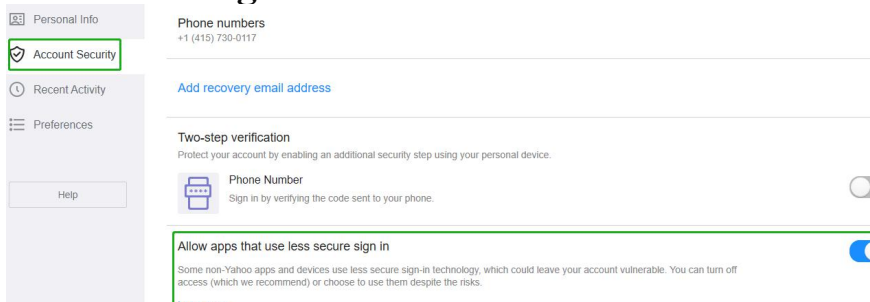 Personal Info
Account Security
Recent Activity
Preferences
Help
Phone numbers
+1 (415) 730-0117
Add recovery email address
Two-step verification
Protect your account by enabling an additional security step using your personal device.
Phone Number
Sign in by verifying the code sent to your phone.
Allow apps that use less secure sign in
Some non-Yahoo apps and devices use less secure sign-in technology, which could leave your account vulnerable. You can turn off
access (which we recommend) or choose to use them despite the risks.